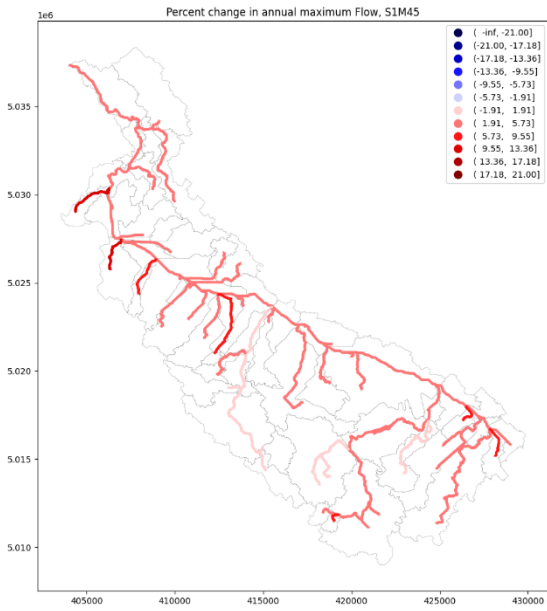 Percent change in annual maximum Flow, S1M45
1e6
( -inf, -21.00]
(-21.00, -17.18]
(-17.18, -13.36]
(-13.36, -9.55]
( -9.55, -5.73]
( -5.73, -1.91]
( -1.91, 1.91]
( 1.91, 5.73]
( 5.73, 9.55]
( 9.55, 13.36]
( 13.36, 17.18]
( 17.18, 21.00]
5.035
5.030
5.025
5.020
5.015
5.010
405000 410000 415000 420000 425000 430000